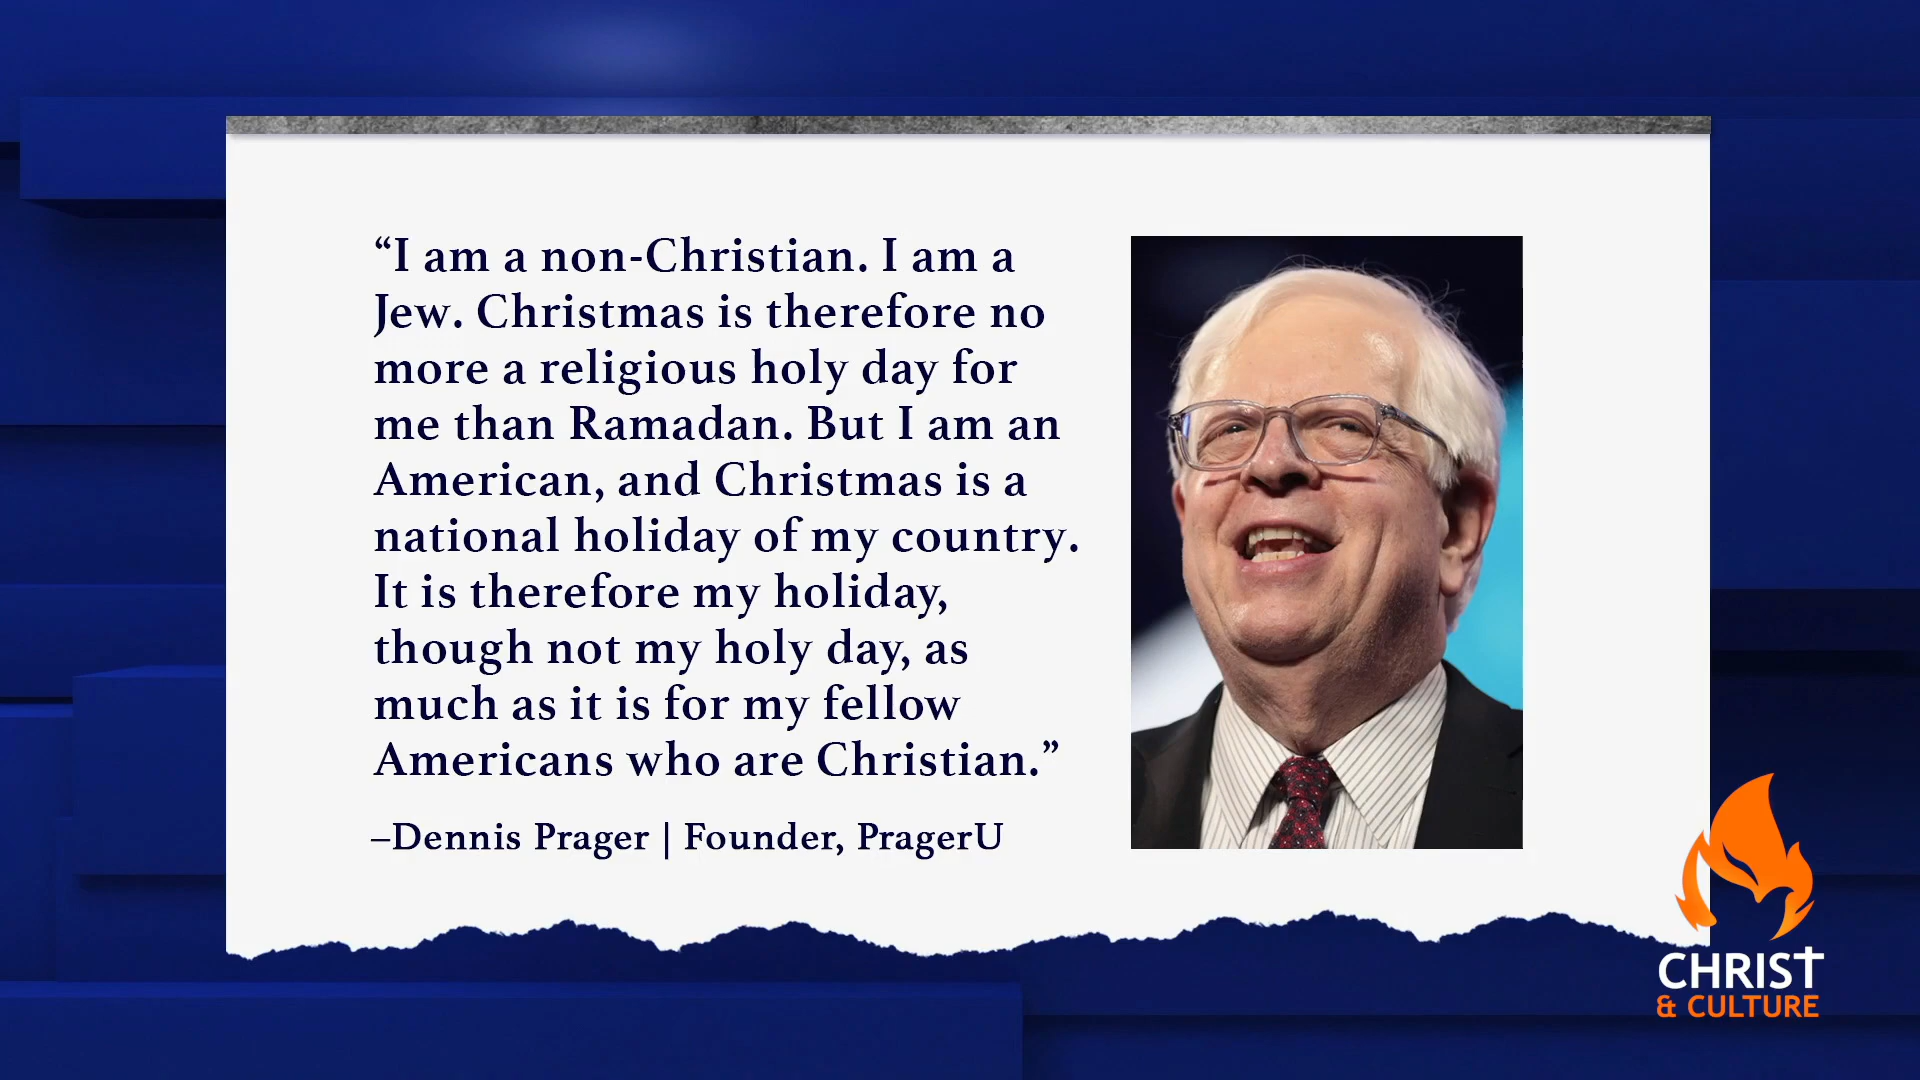 “I am a non-Christian. I am a
Jew. Christmas is therefore no
more a religious holy day for
me than Ramadan. But I am an
American, and Christmas is a
national holiday of my country.
It is therefore my holiday,
though not my holy day, as
much as it is for my fellow
Americans who are Christian.”
–Dennis Prager | Founder, PragerU
CHRIST
& CULTURE